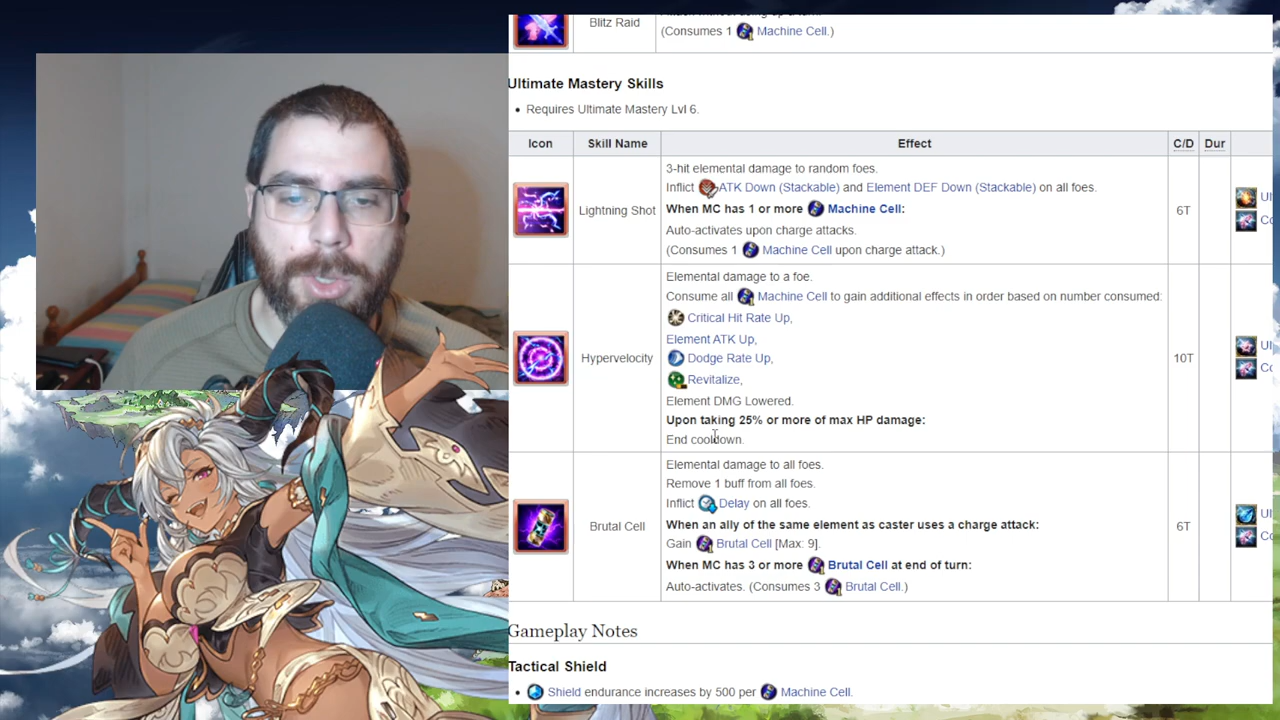 Blitz Raid
(Consumes 1 Machine Cell.)
Ultimate Mastery Skills
• Requires Ultimate Mastery Lvl 6.
Icon Skill Name Effect C/D Dur
Lightning Shot
3-hit elemental damage to random foes.
Inflict ATK Down (Stackable) and Element DEF Down (Stackable) on all foes.
When MC has 1 or more Machine Cell:
Auto-activates upon charge attacks.
(Consumes 1 Machine Cell upon charge attack.)
6T
Ul
Co
Hypervelocity
Elemental damage to a foe.
Consume all Machine Cell to gain additional effects in order based on number consumed:
Critical Hit Rate Up,
Element ATK Up,
Dodge Rate Up,
Revitalize,
Element DMG Lowered.
Upon taking 25% or more of max HP damage:
End cooldown.
10T
Ul
Co
Brutal Cell
Elemental damage to all foes.
Remove 1 buff from all foes.
Inflict Delay on all foes.
When an ally of the same element as caster uses a charge attack:
Gain Brutal Cell [Max: 9].
When MC has 3 or more Brutal Cell at end of turn:
Auto-activates. (Consumes 3 Brutal Cell.)
6T
Ul
Co
Gameplay Notes
Tactical Shield
• Shield endurance increases by 500 per Machine Cell.